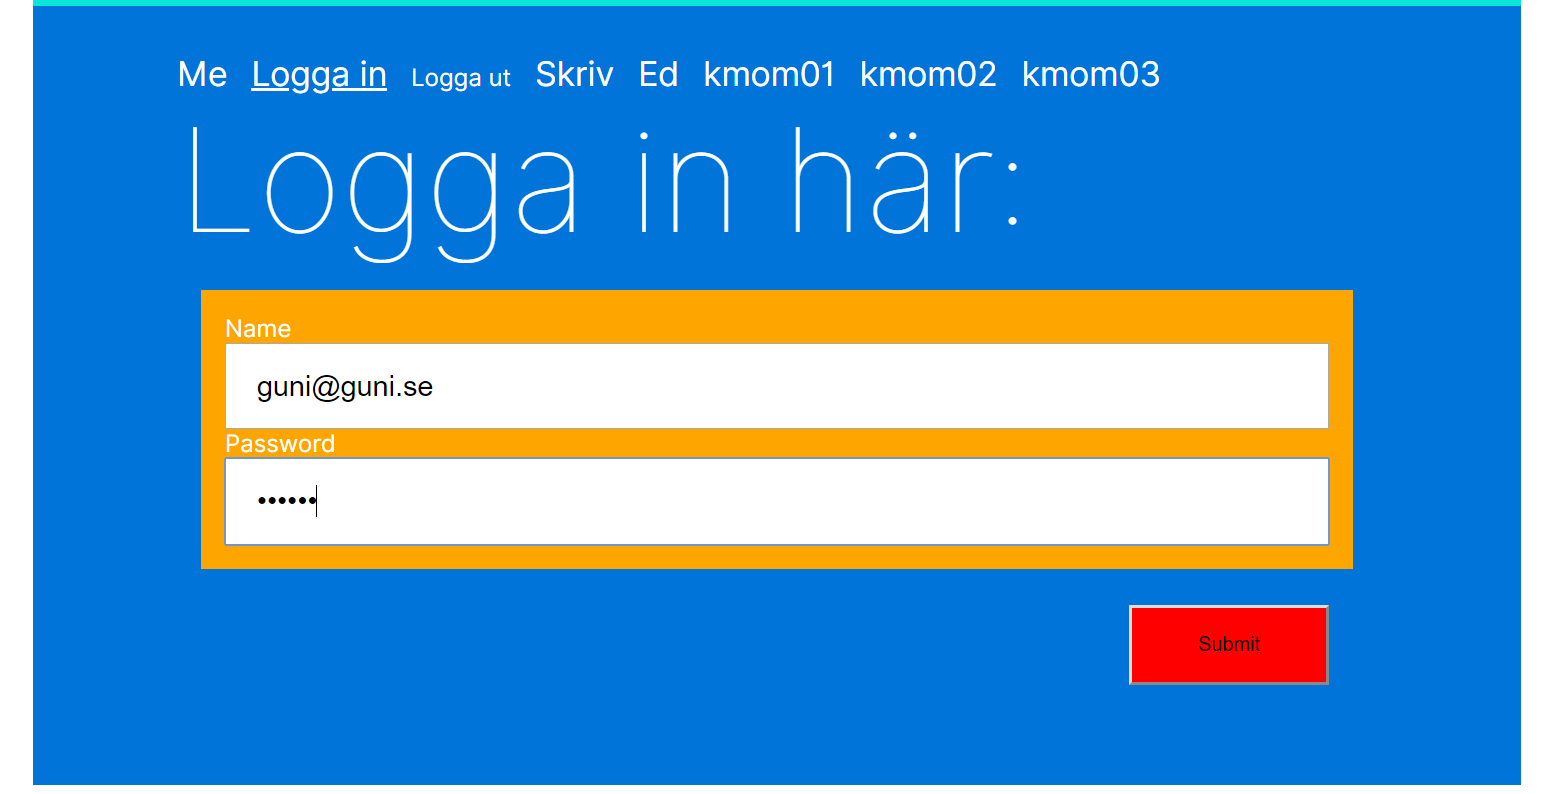 Me Logga in Logga ut Skriv Ed kmom01 kmom02 kmom03
Logga in här:
Name
guni@guni.se
Password
••••••
Submit